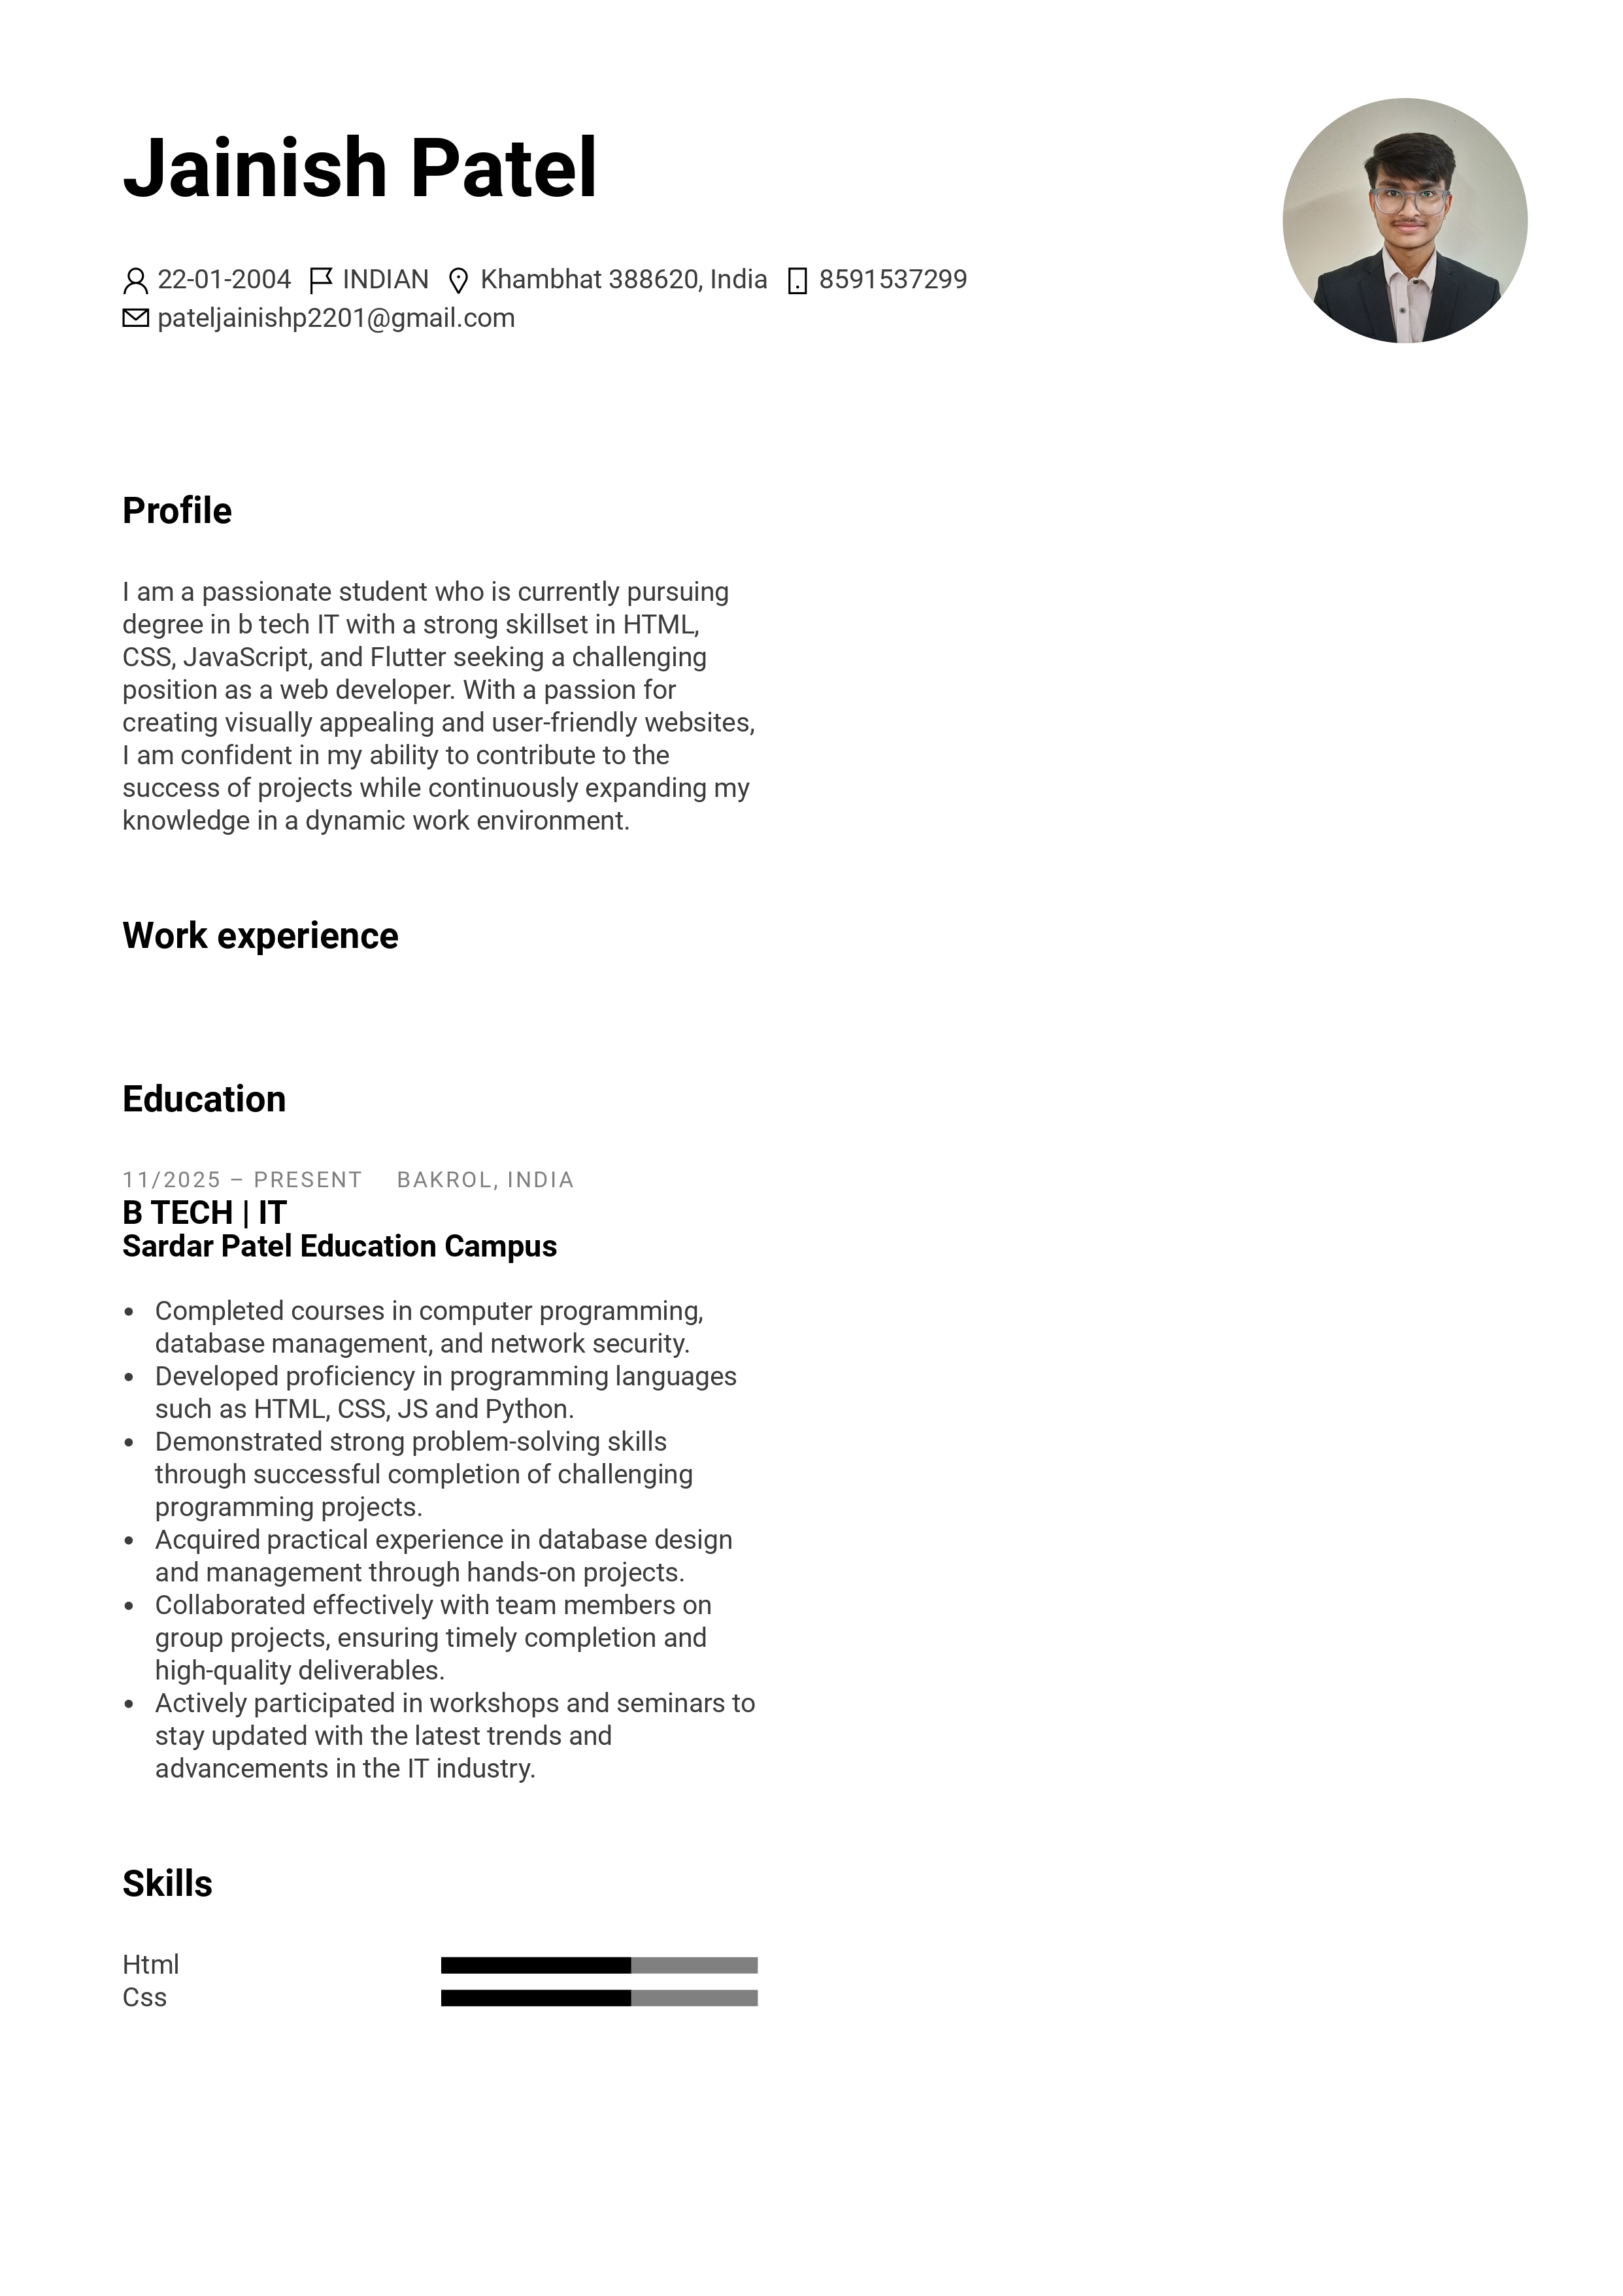 Jainish Patel
22-01-2004 INDIAN Khambhat 388620, India 8591537299
pateljainishp2201@gmail.com
Profile
I am a passionate student who is currently pursuing
degree in b tech IT with a strong skillset in HTML,
CSS, JavaScript, and Flutter seeking a challenging
position as a web developer. With a passion for
creating visually appealing and user-friendly websites,
I am confident in my ability to contribute to the
success of projects while continuously expanding my
knowledge in a dynamic work environment.
Work experience
Education
11/2025 – PRESENT BAKROL, INDIA
B TECH | IT
Sardar Patel Education Campus
• Completed courses in computer programming,
database management, and network security.
• Developed proficiency in programming languages
such as HTML, CSS, JS and Python.
• Demonstrated strong problem-solving skills
through successful completion of challenging
programming projects.
• Acquired practical experience in database design
and management through hands-on projects.
• Collaborated effectively with team members on
group projects, ensuring timely completion and
high-quality deliverables.
• Actively participated in workshops and seminars to
stay updated with the latest trends and
advancements in the IT industry.
Skills
Html
Css